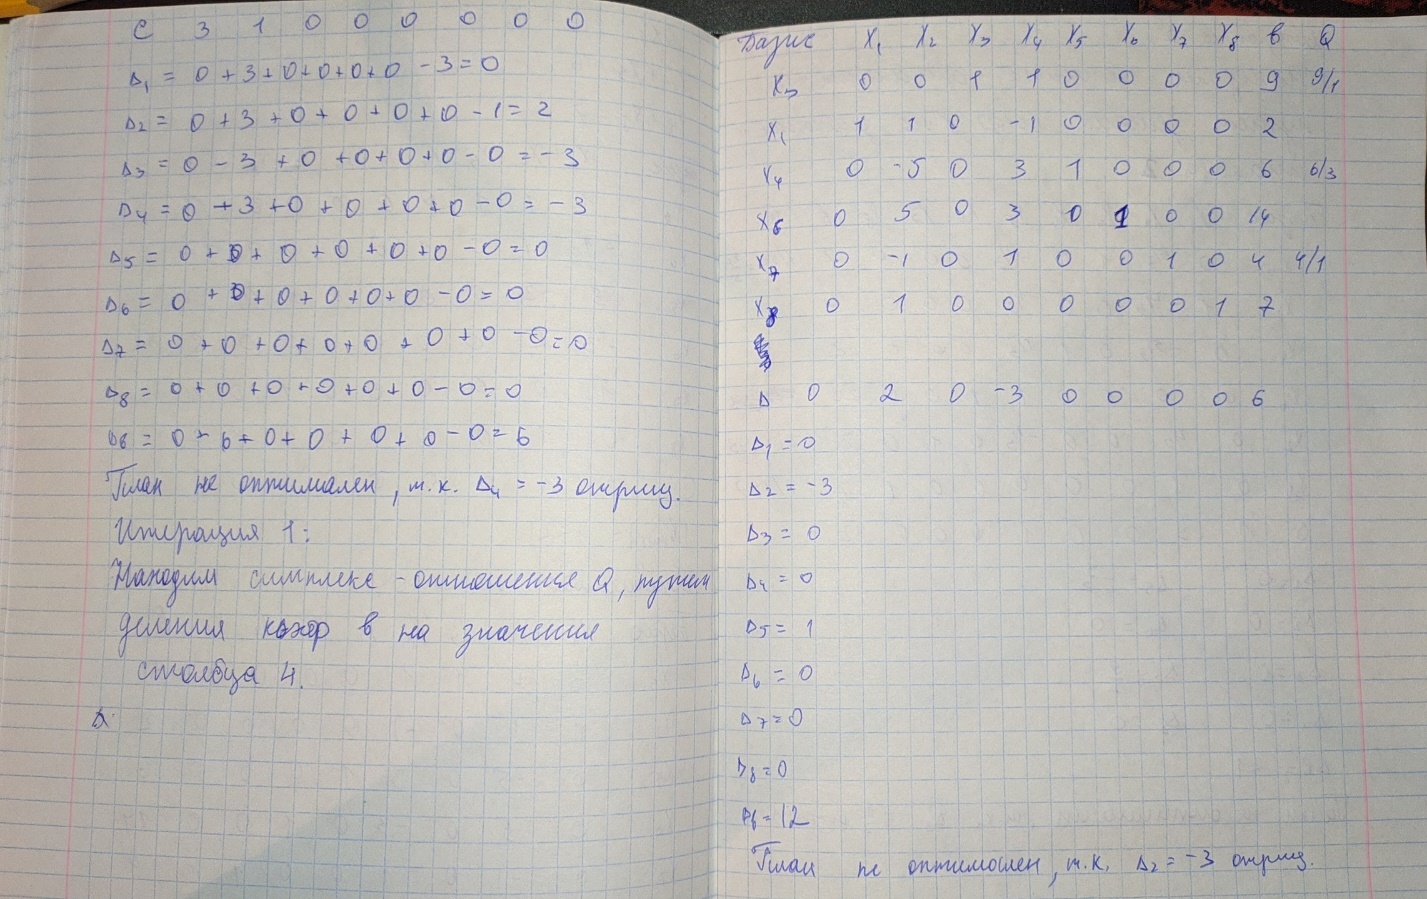 C 3 1 0 0 0 0 0 0
Δ₁ = 0 + 3 + 0 + 0 + 0 + 0 - 3 = 0
Δ₂ = 0 + 3 + 0 + 0 + 0 + 0 - 1 = 2
Δ₃ = 0 - 3 + 0 + 0 + 0 + 0 - 0 = - 3
Δ₄ = 0 + 3 + 0 + 0 + 0 + 0 - 0 = - 3
Δ₅ = 0 + 0 + 0 + 0 + 0 + 0 - 0 = 0
Δ₆ = 0 + 0 + 0 + 0 + 0 + 0 - 0 = 0
Δ₇ = 0 + 0 + 0 + 0 + 0 + 0 + 0 - 0 = 0
Δ₈ = 0 + 0 + 0 + 0 + 0 + 0 - 0 = 0
Δв = 0 + 6 + 0 + 0 + 0 + 0 - 0 = 6
План не оптимален, т.к. Δ₄ = -3 отриц.
Итерация 1:
Находим симплекс - отношения Q, путем
деления в на значения
столбца 4.
Δ
Базис X₁ X₂ X₃ X₄ X₅ X₆ X₇ X₈ в Q
X₃ 0 0 1 1 0 0 0 0 9 9/1
X₁ 1 1 0 -1 0 0 0 0 2
X₄ 0 -5 0 3 1 0 0 0 6 6/3
X₆ 0 5 0 3 0 1 0 0 14
X₇ 0 -1 0 1 0 0 1 0 4 4/1
X₈ 0 1 0 0 0 0 0 1 7
Δ 0 2 0 -3 0 0 0 0 6
Δ₁ = 0
Δ₂ = -3
Δ₃ = 0
Δ₄ = 0
Δ₅ = 1
Δ₆ = 0
Δ₇ = 0
Δ₈ = 0
Δв = 12
План не оптимален, т.к. Δ₂ = -3 отриц.